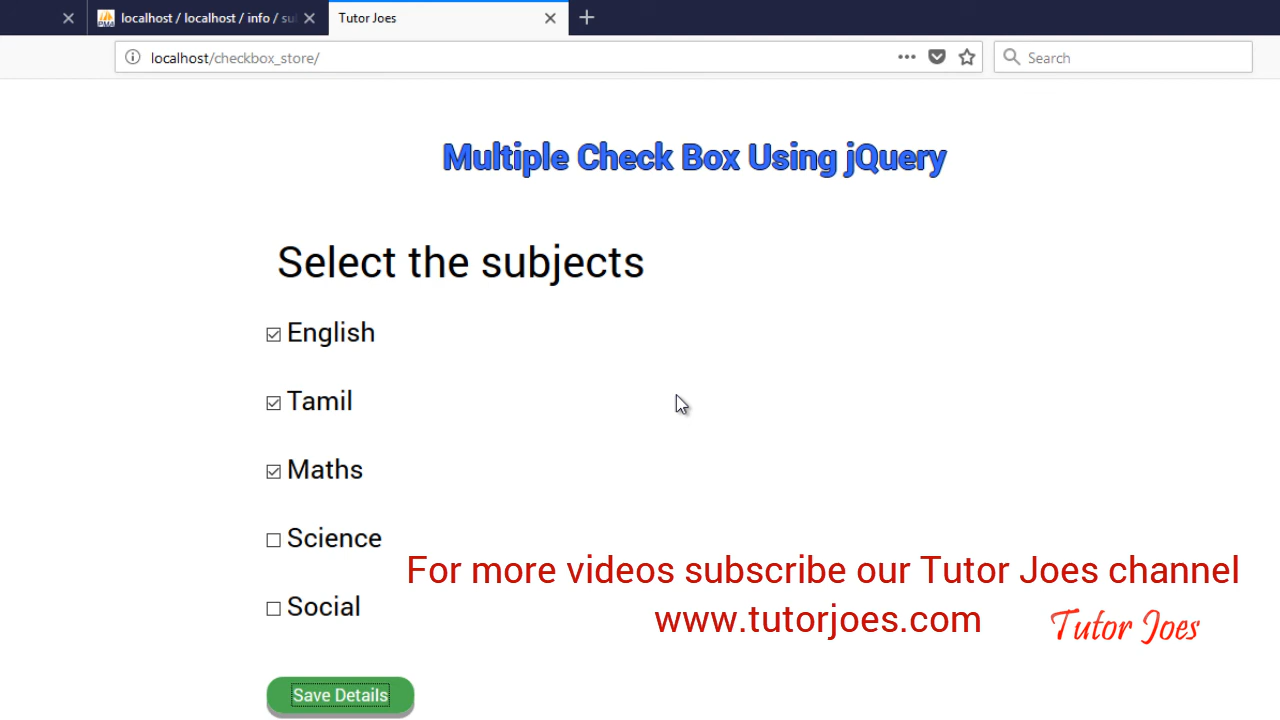 localhost / localhost / info / su
Tutor Joes
localhost/checkbox_store/
Search
Multiple Check Box Using jQuery
Select the subjects
English
Tamil
Maths
Science
Social
For more videos subscribe our Tutor Joes channel
www.tutorjoes.com
Tutor Joes
Save Details